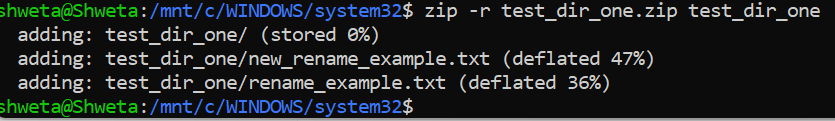 shweta@Shweta:/mnt/c/WINDOWS/system32$ zip -r test_dir_one.zip test_dir_one
  adding: test_dir_one/ (stored 0%)
  adding: test_dir_one/new_rename_example.txt (deflated 47%)
  adding: test_dir_one/rename_example.txt (deflated 36%)
shweta@Shweta:/mnt/c/WINDOWS/system32$